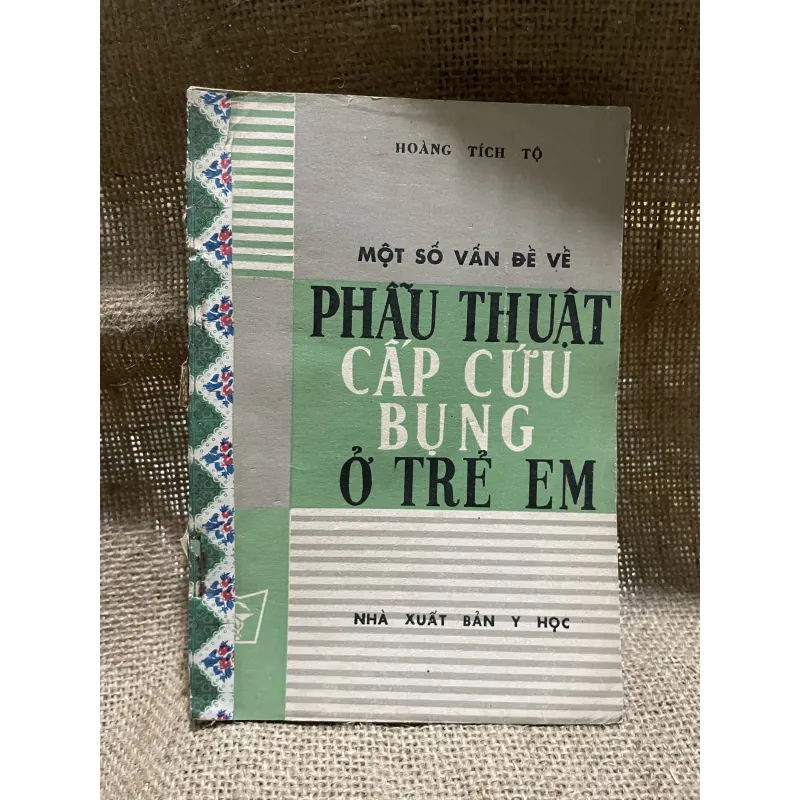 HOÀNG TÍCH TỘ
MỘT SỐ VẤN ĐỀ VỀ
PHẪU THUẬT
CẤP CỨU
BỤNG
Ở TRẺ EM
NHÀ XUẤT BẢN Y HỌC